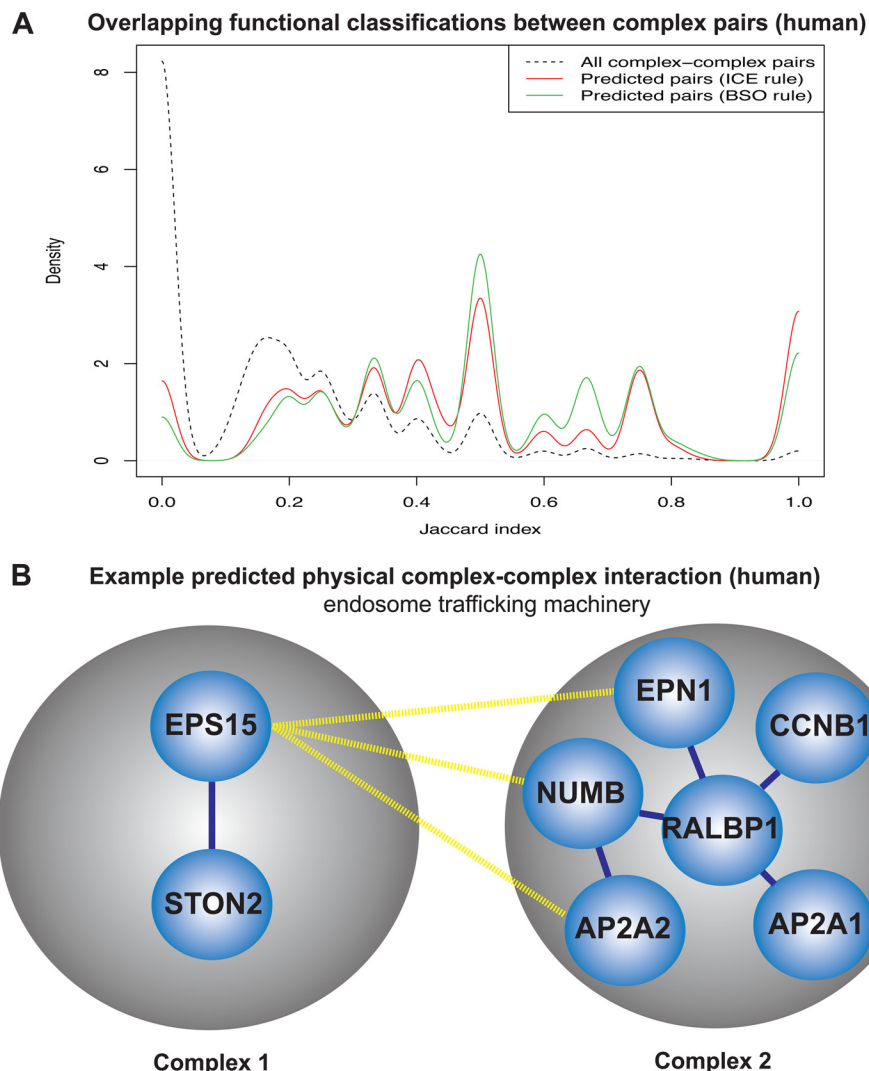 A Overlapping functional classifications between complex pairs (human)
All complex−complex pairs
Predicted pairs (ICE rule)
Predicted pairs (BSO rule)
8
6
4
2
0
Density
0.0 0.2 0.4 0.6 0.8 1.0
Jaccard index
B Example predicted physical complex-complex interaction (human)
endosome trafficking machinery
EPS15
STON2
EPN1
CCNB1
NUMB
RALBP1
AP2A2
AP2A1
Complex 1
Complex 2